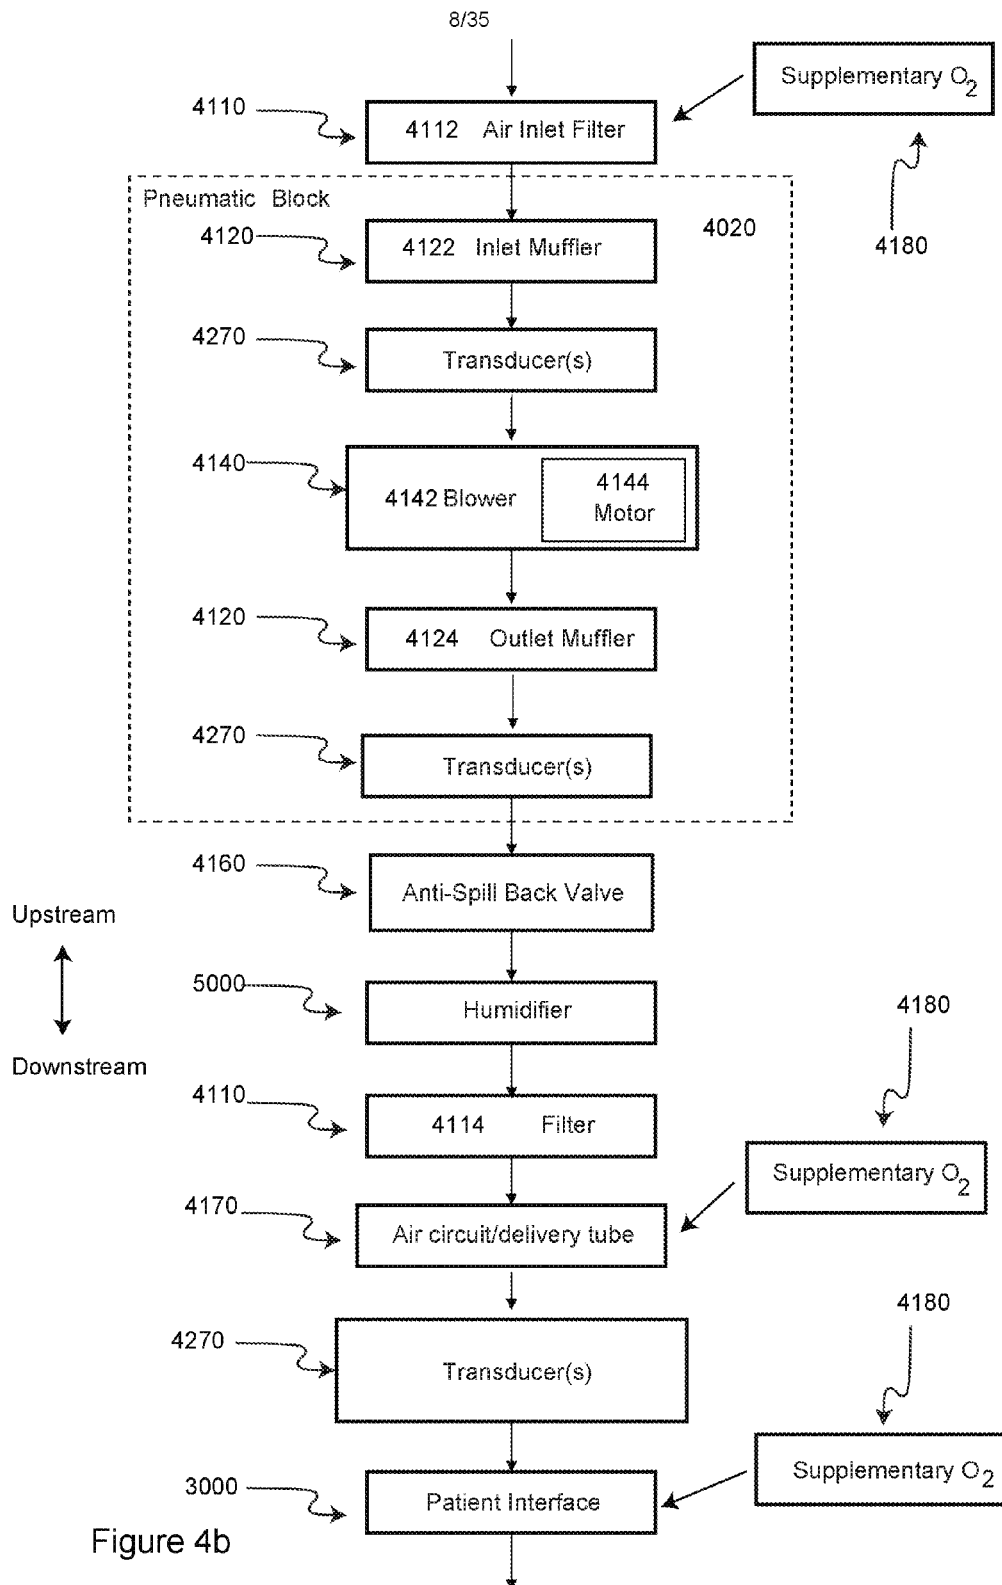 8/35
Supplementary O2
4110
4112 Air Inlet Filter
4180
Pneumatic Block
4020
4120
4122 Inlet Muffler
4270
Transducer(s)
4140
4142 Blower
4144
Motor
4120
4124 Outlet Muffler
4270
Transducer(s)
4160
Anti-Spill Back Valve
Upstream
Downstream
5000
Humidifier
4180
4110
4114 Filter
Supplementary O2
4170
Air circuit/delivery tube
4180
4270
Transducer(s)
Supplementary O2
3000
Patient Interface
Figure 4b